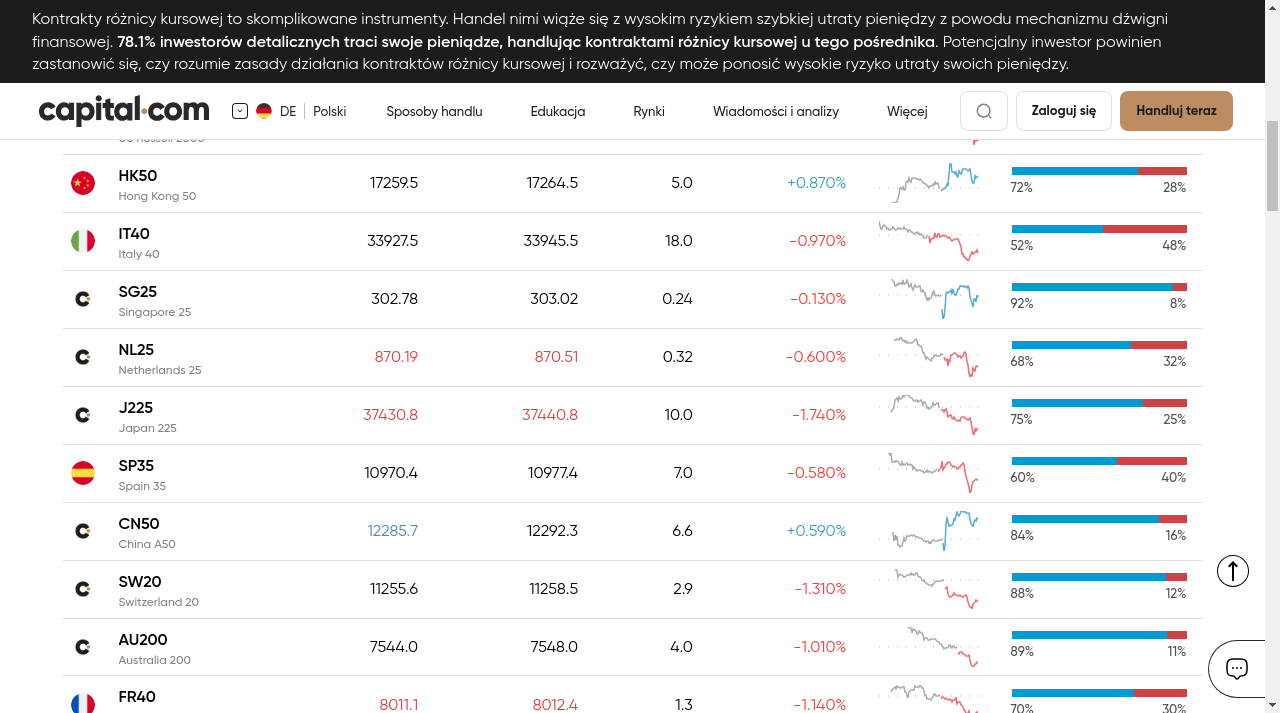 Kontrakty różnicy kursowej to skomplikowane instrumenty. Handel nimi wiąże się z wysokim ryzykiem szybkiej utraty pieniędzy z powodu mechanizmu dźwigni
finansowej. 78.1% inwestorów detalicznych traci swoje pieniądze, handlując kontraktami różnicy kursowej u tego pośrednika. Potencjalny inwestor powinien
zastanowić się, czy rozumie zasady działania kontraktów różnicy kursowej i rozważyć, czy może ponosić wysokie ryzyko utraty swoich pieniędzy.
capital.com DE Polski Sposoby handlu Edukacja Rynki Wiadomości i analizy Więcej Zaloguj się Handluj teraz
HK50 17259.5 17264.5 5.0 +0.870%
Hong Kong 50 72% 28%
IT40 33927.5 33945.5 18.0 -0.970%
Italy 40 52% 48%
SG25 302.78 303.02 0.24 -0.130%
Singapore 25 92% 8%
NL25 870.19 870.51 0.32 -0.600%
Netherlands 25 68% 32%
J225 37430.8 37440.8 10.0 -1.740%
Japan 225 75% 25%
SP35 10970.4 10977.4 7.0 -0.580%
Spain 35 60% 40%
CN50 12285.7 12292.3 6.6 +0.590%
China A50 84% 16%
SW20 11255.6 11258.5 2.9 -1.310%
Switzerland 20 88% 12%
AU200 7544.0 7548.0 4.0 -1.010%
Australia 200 89% 11%
FR40 8011.1 8012.4 1.3 -1.140%
70% 30%